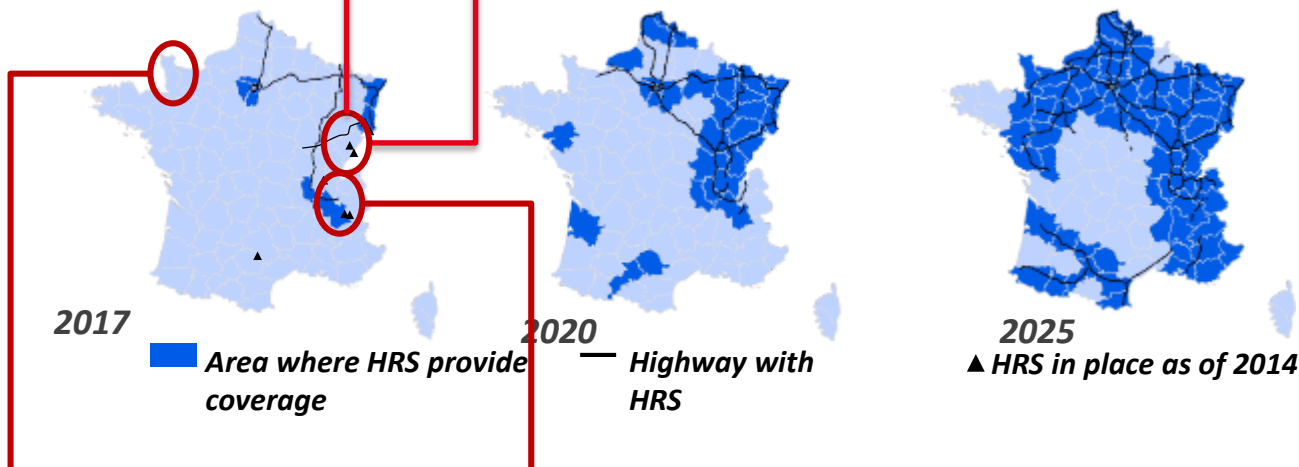 2017
2020
2025
Area where HRS provide
coverage
Highway with
HRS
HRS in place as of 2014